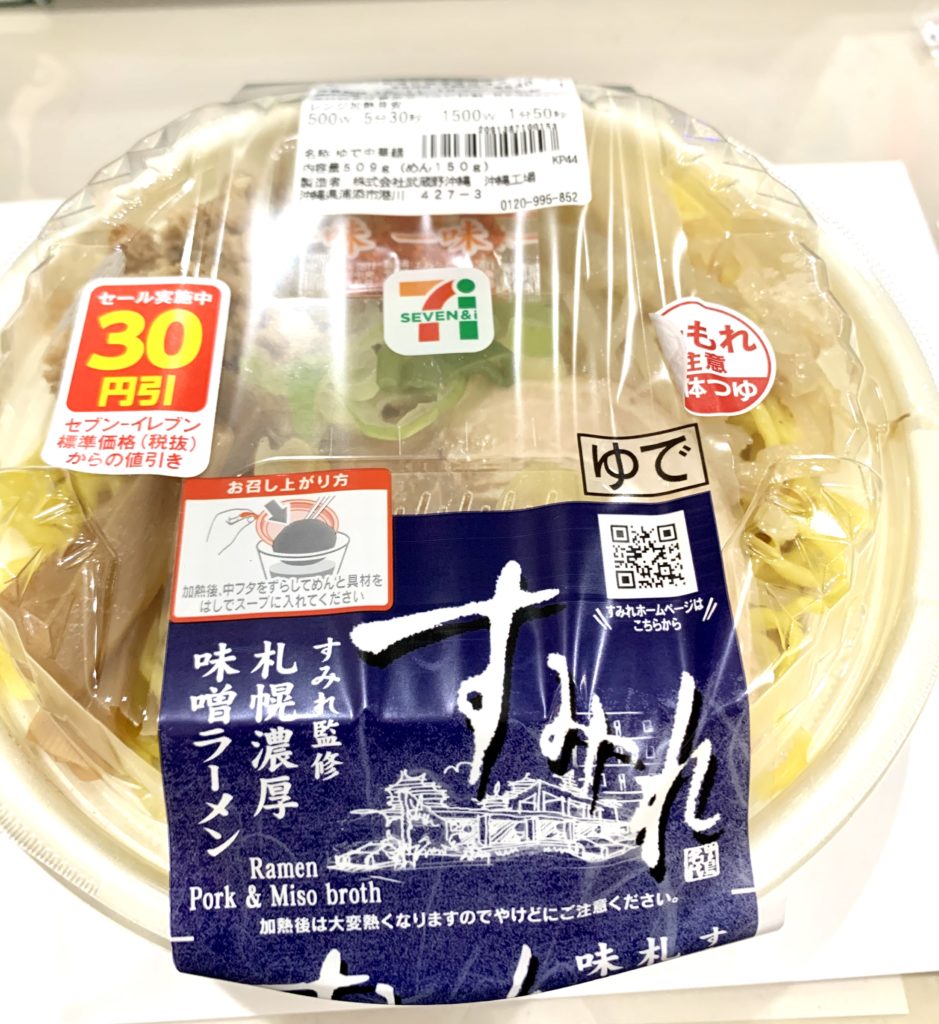 レンジ加熱目安
500W 5分30秒 1500W 1分50秒
名称 ゆで中華麺
内容量509g (めん150g)
KP44
製造者 株式会社武蔵野沖縄 沖縄工場
沖縄県浦添市港川 427-3
0120-995-852
一味
SEVEN&i
セール実施中
30
円引
セブン-イレブン
標準価格(税抜)
からの値引き
もれ
注意
体つゆ
ゆで
お召し上がり方
加熱後、中フタをずらしてめんと具材を
はしでスープに入れてください
すみれホームページは
こちらから
すみれ
すみれ監修
札幌濃厚
味噌ラーメン
Ramen
Pork & Miso broth
加熱後は大変熱くなりますのでやけどにご注意ください。
す
札
味